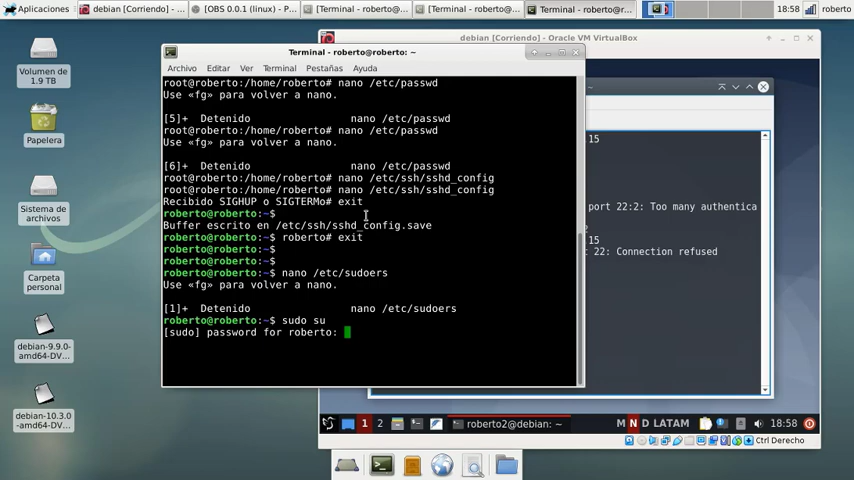 Aplicaciones
debian [Corriendo] - ...
[OBS 0.0.1 (linux) - P...
[Terminal - roberto@...
[Terminal - roberto@...
Terminal - roberto@r...
18:58
roberto
debian [Corriendo] - Oracle VM VirtualBox
Volumen de
1.9 TB
Papelera
Sistema de
archivos
Carpeta
personal
debian-9.9.0-
amd64-DV...
debian-10.3.0
-amd64-DV...
Terminal - roberto@roberto: ~
Archivo Editar Ver Terminal Pestañas Ayuda
root@roberto:/home/roberto# nano /etc/passwd
Use «fg» para volver a nano.
[5]+ Detenido nano /etc/passwd
root@roberto:/home/roberto# nano /etc/passwd
Use «fg» para volver a nano.
[6]+ Detenido nano /etc/passwd
root@roberto:/home/roberto# nano /etc/ssh/sshd_config
root@roberto:/home/roberto# nano /etc/ssh/sshd_config
Recibido SIGHUP o SIGTERMo# exit
roberto@roberto:~$
Buffer escrito en /etc/ssh/sshd_config.save
roberto@roberto:~$ roberto# exit
roberto@roberto:~$
roberto@roberto:~$
roberto@roberto:~$ nano /etc/sudoers
Use «fg» para volver a nano.
[1]+ Detenido nano /etc/sudoers
roberto@roberto:~$ sudo su
[sudo] password for roberto:
~
15
port 22:2: Too many authentica
15
22: Connection refused
1 2
roberto2@debian: ~
M N D LATAM
18:58
Ctrl Derecho